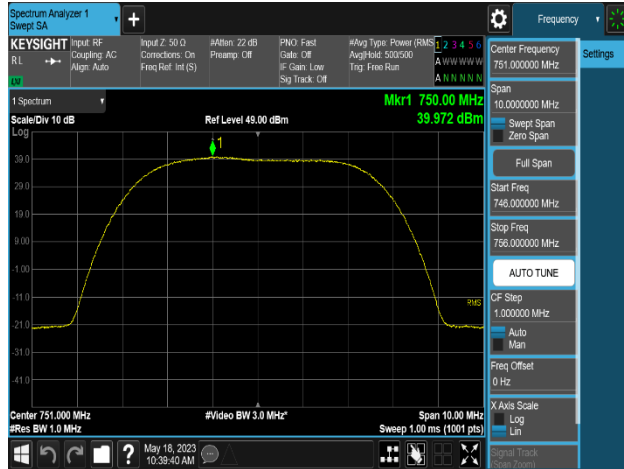 Spectrum Analyzer 1
Swept SA
Frequency
KEYSIGHT
RL
Input: RF
Coupling: AC
Align: Auto
Input Z: 50 Ω
Corrections: On
Freq Ref: Int (S)
#Atten: 22 dB
Preamp: Off
PNO: Fast
Gate: Off
IF Gain: Low
Sig Track: Off
#Avg Type: Power (RMS
Avg|Hold: 500/500
Trig: Free Run
1 2 3 4 5 6
A W W W W W
A N N N N N
1 Spectrum
Scale/Div 10 dB
Log
Ref Level 49.00 dBm
Mkr1 750.00 MHz
39.972 dBm
1
39.0
29.0
19.0
9.00
-1.00
-11.0
-21.0
-31.0
-41.0
RMS
Center 751.000 MHz
#Res BW 1.0 MHz
#Video BW 3.0 MHz*
Span 10.00 MHz
Sweep 1.00 ms (1001 pts)
May 18, 2023
10:39:40 AM
Center Frequency
751.000000 MHz
Settings
Span
10.0000000 MHz
Swept Span
Zero Span
Full Span
Start Freq
746.000000 MHz
Stop Freq
756.000000 MHz
AUTO TUNE
CF Step
1.000000 MHz
Auto
Man
Freq Offset
0 Hz
X Axis Scale
Log
Lin
Signal Track
(Span Zoom)